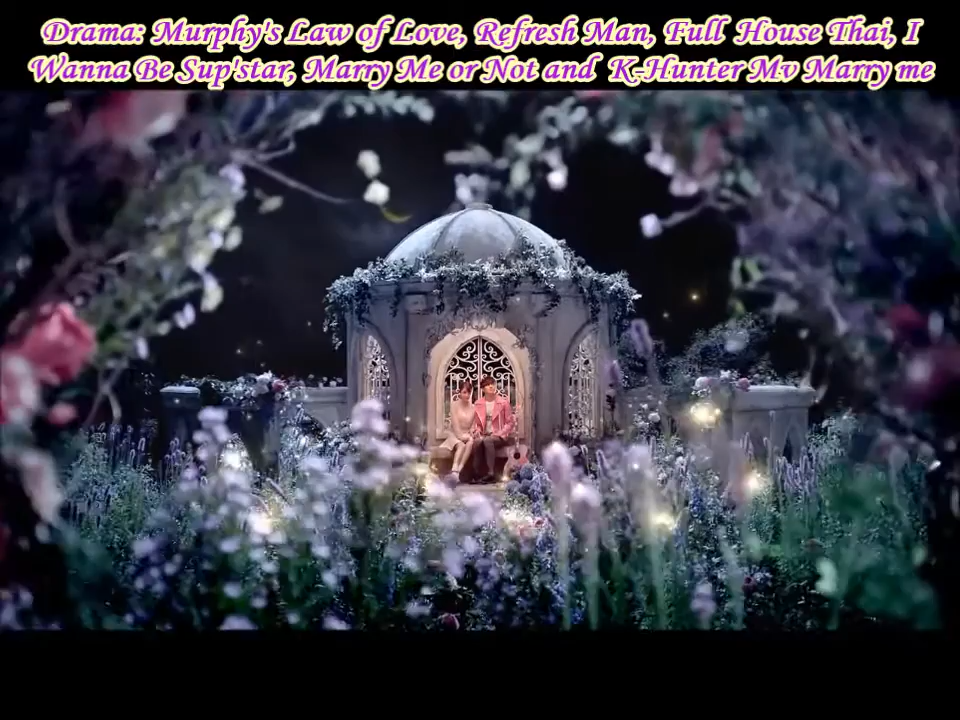 Drama: Murphy's Law of Love, Refresh Man, Full House Thai, I
Wanna Be Sup'star, Marry Me or Not and K-Hunter Mv Marry me